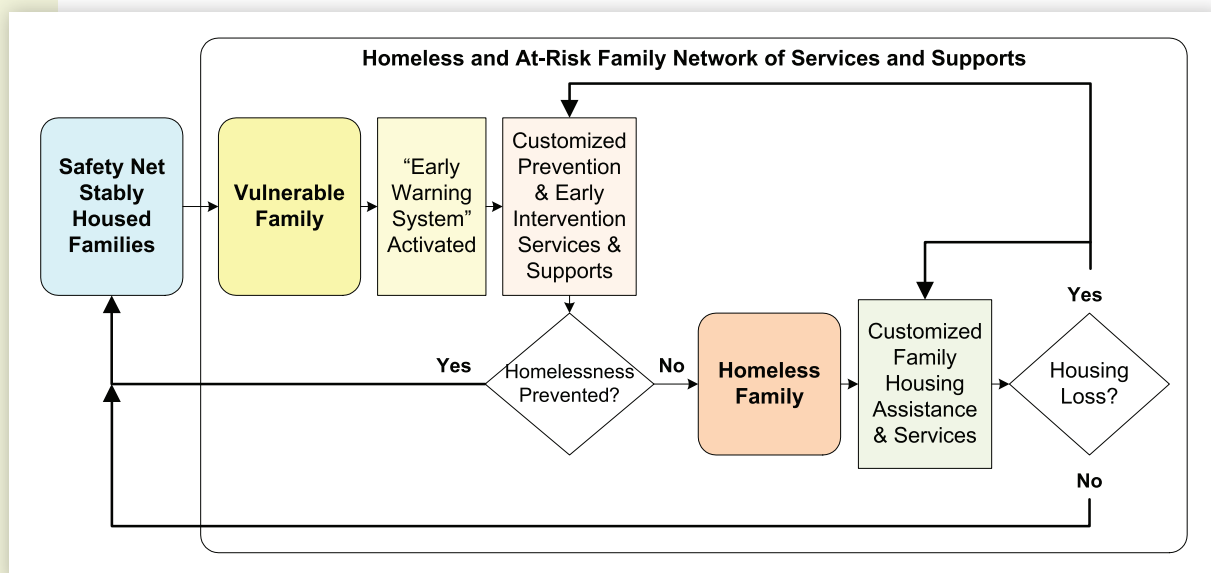 Homeless and At-Risk Family Network of Services and Supports
Safety Net
Stably
Housed
Families
Vulnerable
Family
“Early
Warning
System”
Activated
Customized
Prevention
& Early
Intervention
Services &
Supports
Yes
Homelessness
Prevented?
No
Homeless
Family
Customized
Family
Housing
Assistance
& Services
Yes
Housing
Loss?
No